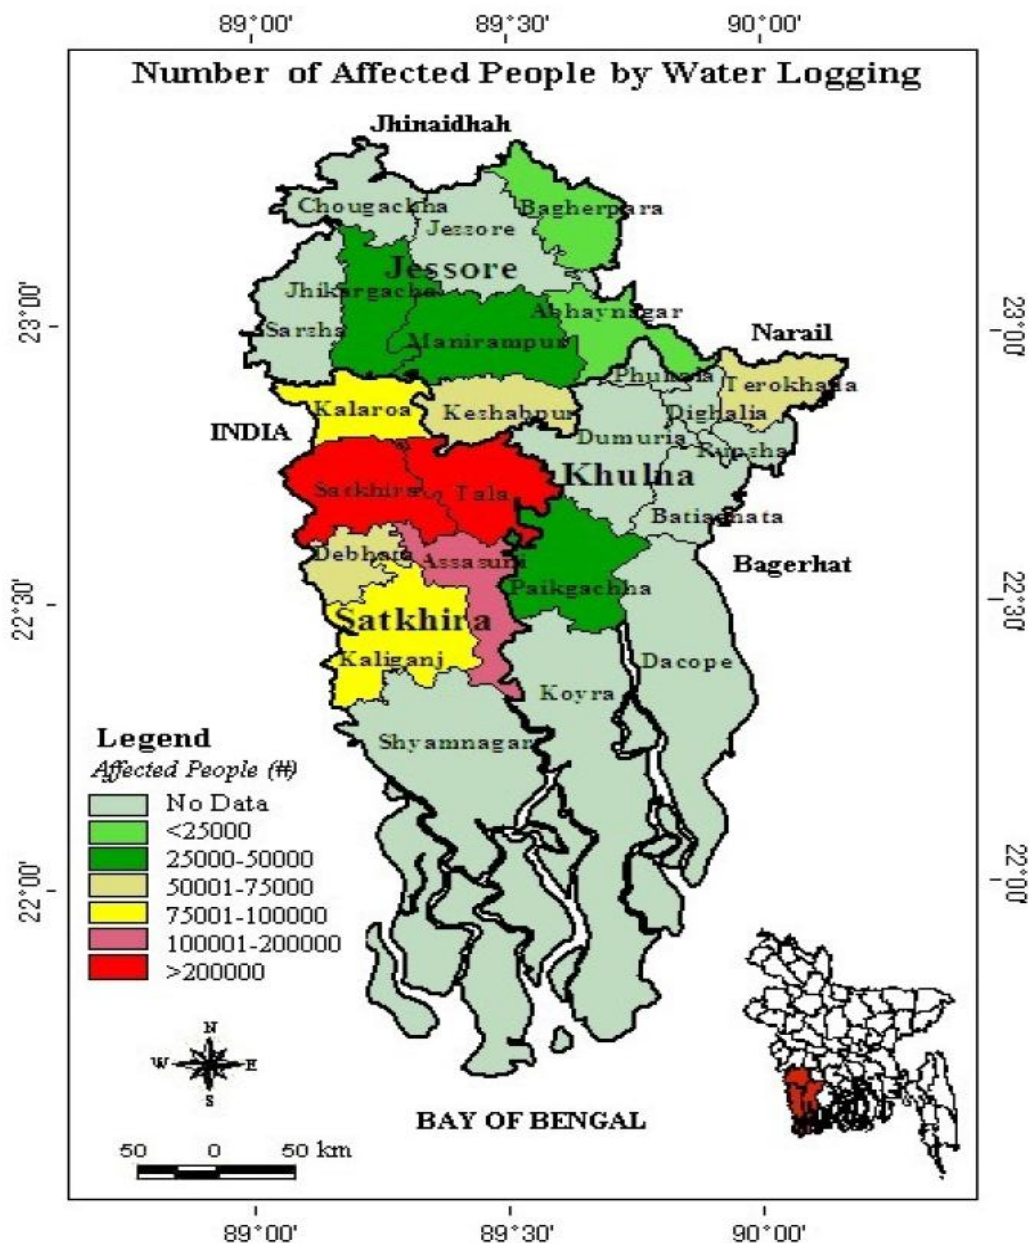 89°00' 89°30' 90°00'
Number of Affected People by Water Logging
Jhinaidhah
Chougachha
Bagherpara
Jessore
Jessore
Jhikargacha
Sarsha
Abhaynagar
Manirampur
Narail
23°00'
23°00'
Phultala
Terokhada
Kalaroa
Keshabpur
Dighalia
INDIA
Dumuria
Rupsha
Khulna
Satkhira
Tala
Batiaghata
Debhata
Assasuni
Bagerhat
Paikgachha
22°30'
22°30'
Satkhira
Kaliganj
Dacope
Koyra
Shyamnagar
Legend
Affected People (#)
No Data
<25000
25000-50000
50001-75000
75001-100000
100001-200000
>200000
22°00'
22°00'
N
W E
S
BAY OF BENGAL
50 0 50 km
89°00' 89°30' 90°00'